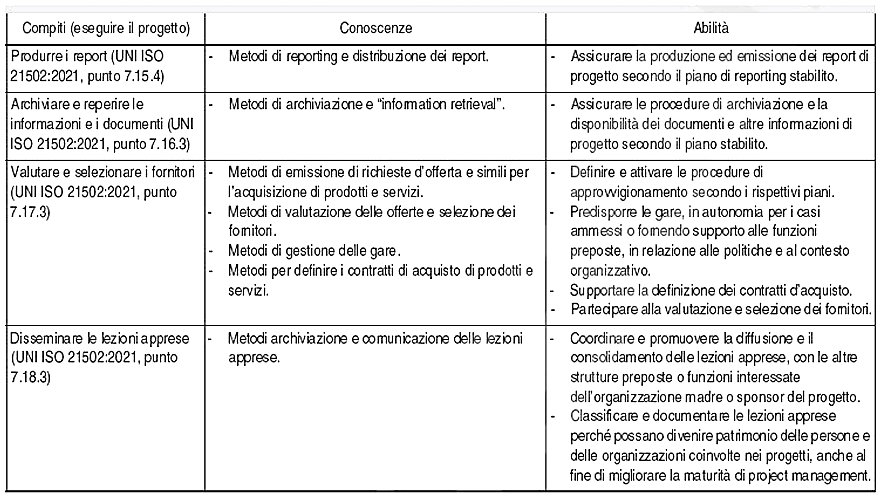 Compiti (eseguire il progetto)
Conoscenze
Abilità
Produrre i report (UNI ISO
21502:2021, punto 7.15.4)
- Metodi di reporting e distribuzione dei report.
- Assicurare la produzione ed emissione dei report di
progetto secondo il piano di reporting stabilito.
Archiviare e reperire le
informazioni e i documenti (UNI
ISO 21502:2021, punto 7.16.3)
- Metodi di archiviazione e “information retrieval”.
- Assicurare le procedure di archiviazione e la
disponibilità dei documenti e altre informazioni di
progetto secondo il piano stabilito.
Valutare e selezionare i fornitori
(UNI ISO 21502:2021, punto
7.17.3)
- Metodi di emissione di richieste d’offerta e simili per
l’acquisizione di prodotti e servizi.
- Metodi di valutazione delle offerte e selezione dei
fornitori.
- Metodi di gestione delle gare.
- Metodi per definire i contratti di acquisto di prodotti e
servizi.
- Definire e attivare le procedure di
approvvigionamento secondo i rispettivi piani.
- Predisporre le gare, in autonomia per i casi
ammessi o fornendo supporto alle funzioni
preposte, in relazione alle politiche e al contesto
organizzativo.
- Supportare la definizione dei contratti d’acquisto.
- Partecipare alla valutazione e selezione dei fornitori.
Disseminare le lezioni apprese
(UNI ISO 21502:2021, punto
7.18.3)
- Metodi archiviazione e comunicazione delle lezioni
apprese.
- Coordinare e promuovere la diffusione e il
consolidamento delle lezioni apprese, con le altre
strutture preposte o funzioni interessate
dell’organizzazione madre o sponsor del progetto.
- Classificare e documentare le lezioni apprese
perché possano divenire patrimonio delle persone e
delle organizzazioni coinvolte nei progetti, anche al
fine di migliorare la maturità di project management.